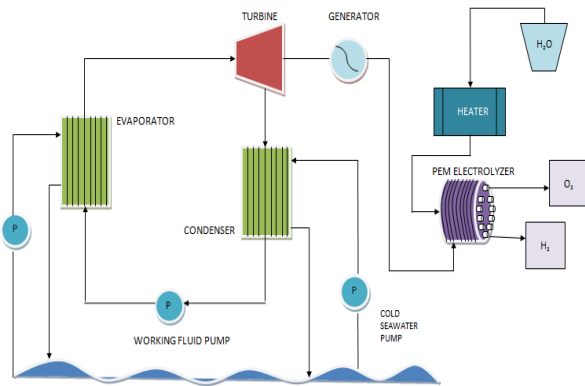 TURBINE
GENERATOR
H₂O
HEATER
EVAPORATOR
PEM ELECTROLYZER
O₂
H₂
CONDENSER
P
P
P
WORKING FLUID PUMP
COLD
SEAWATER
PUMP